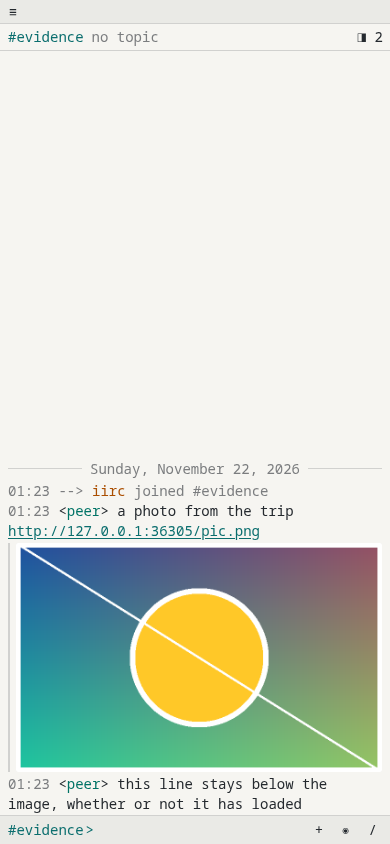 ≡
#evidence no topic ◨ 2
Sunday, November 22, 2026
01:23 --> iirc joined #evidence
01:23 <peer> a photo from the trip
http://127.0.0.1:36305/pic.png
01:23 <peer> this line stays below the
image, whether or not it has loaded
#evidence> + ◉ /